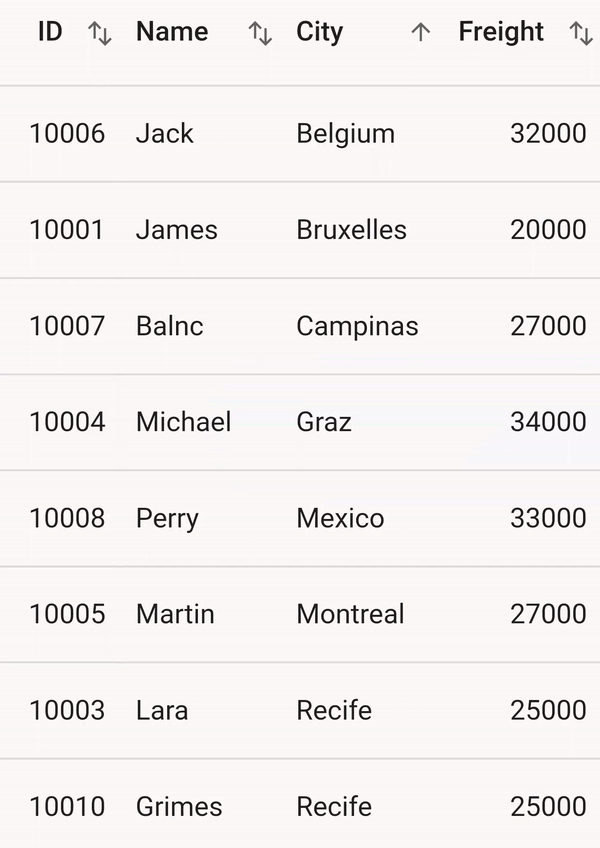 ID Name City Freight
10006 Jack Belgium 32000
10001 James Bruxelles 20000
10007 Balnc Campinas 27000
10004 Michael Graz 34000
10008 Perry Mexico 33000
10005 Martin Montreal 27000
10003 Lara Recife 25000
10010 Grimes Recife 25000